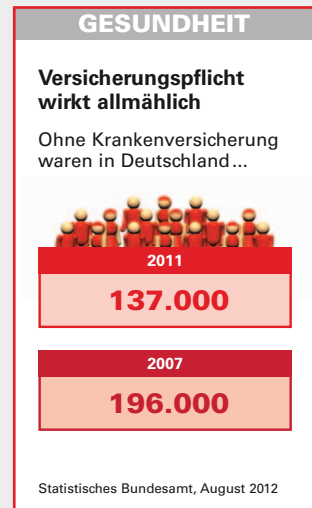 GESUNDHEIT
Versicherungspflicht
wirkt allmählich
Ohne Krankenversicherung
waren in Deutschland...
2011
137.000
2007
196.000
Statistisches Bundesamt, August 2012